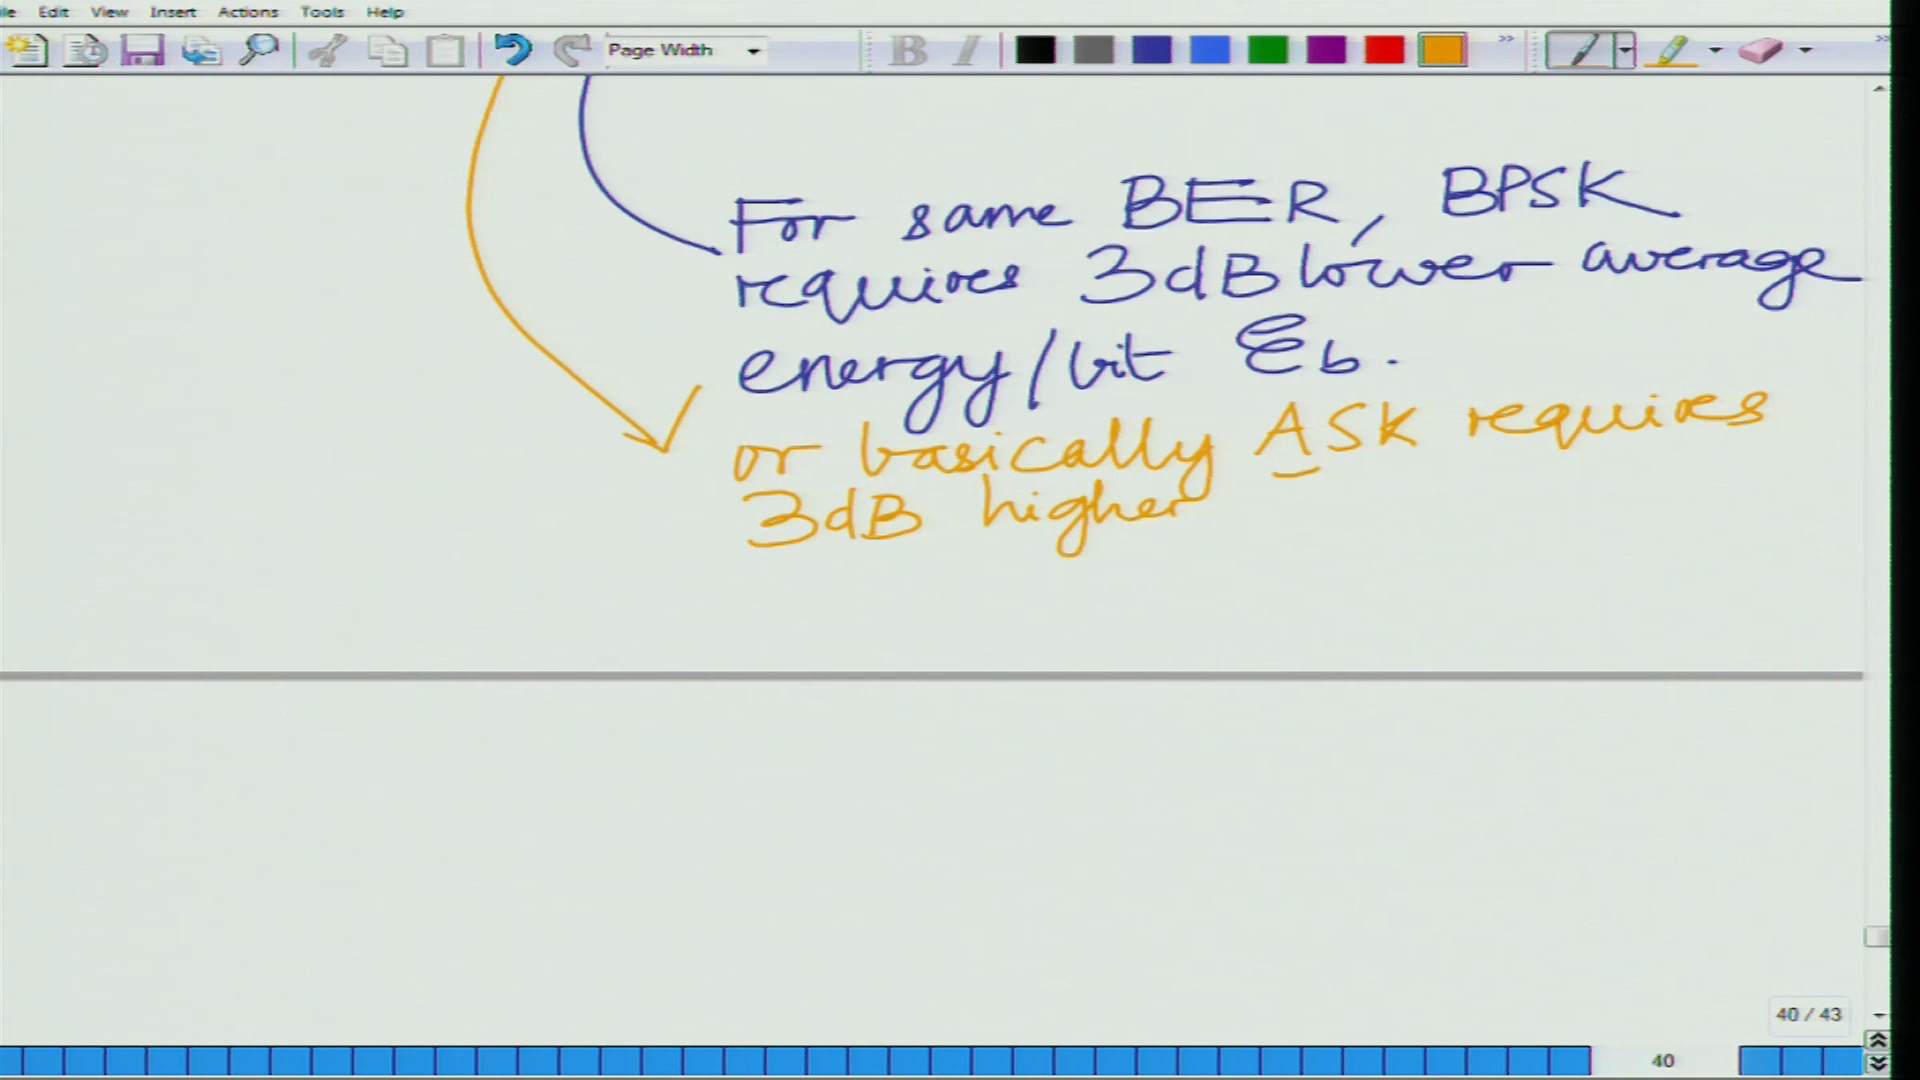 File Edit View Insert Actions Tools Help
Page Width
B I
For same BER, BPSK
requires 3dB lower average
energy/bit Eb.
or basically ASK requires
3dB higher
40 / 43
40